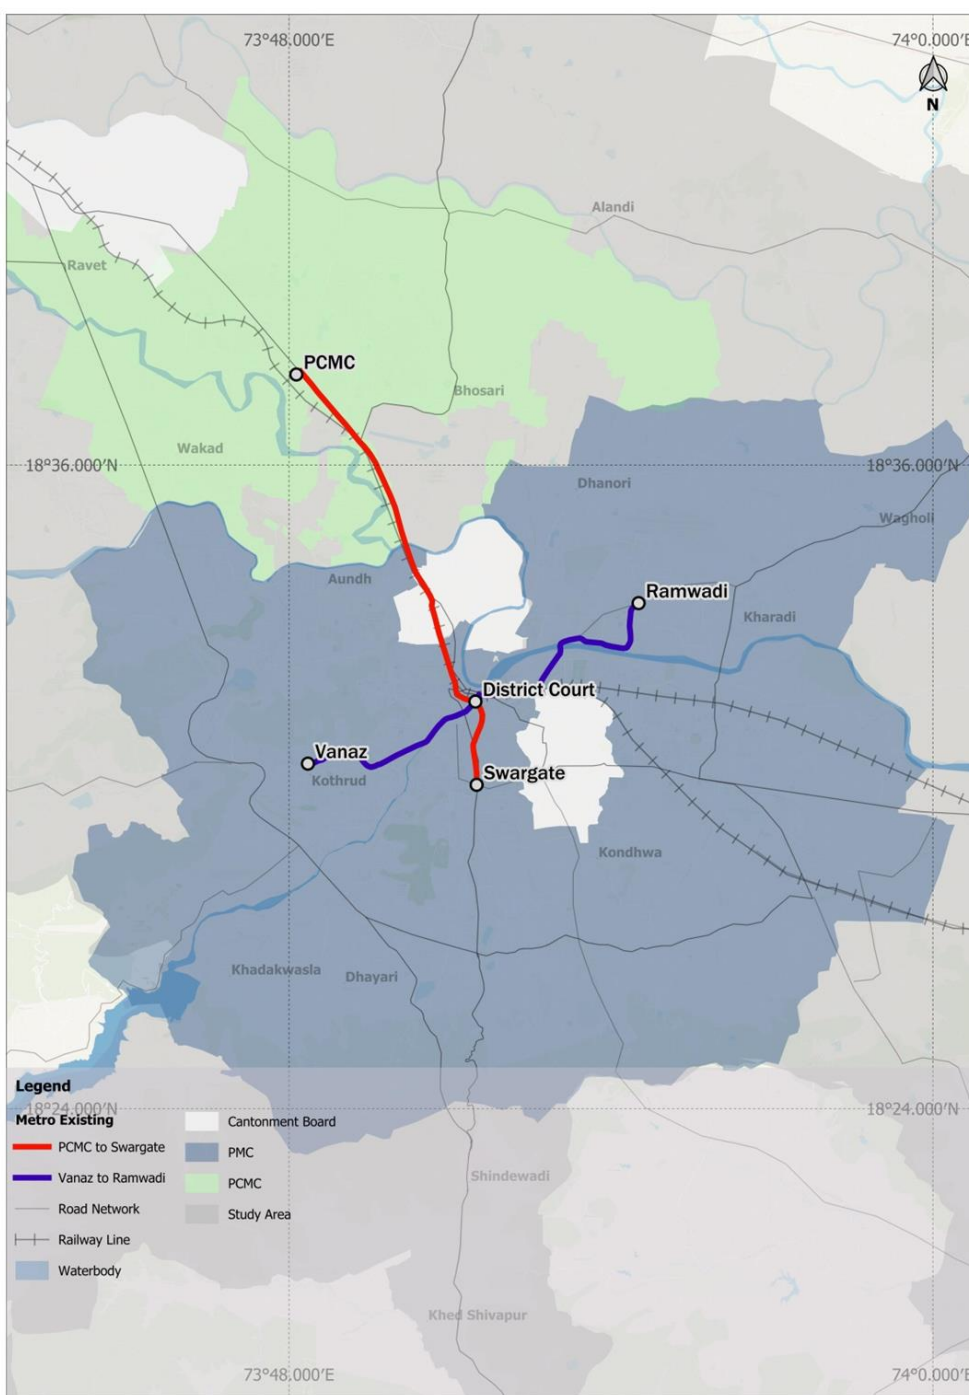 73°48.000'E
74°0.000'E
N
Alandi
Ravet
PCMC
Bhosari
Wakad
18°36.000'N
18°36.000'N
Dhanori
Wagholi
Aundh
Ramwadi
Kharadi
District Court
Vanaz
Kothrud
Swargate
Kondhwa
Khadakwasla
Dhayari
Legend
18°24.000'N
18°24.000'N
Metro Existing
PCMC to Swargate
Vanaz to Ramwadi
Road Network
Railway Line
Waterbody
Cantonment Board
PMC
PCMC
Study Area
Shindewadi
Khed Shivapur
73°48.000'E
74°0.000'E